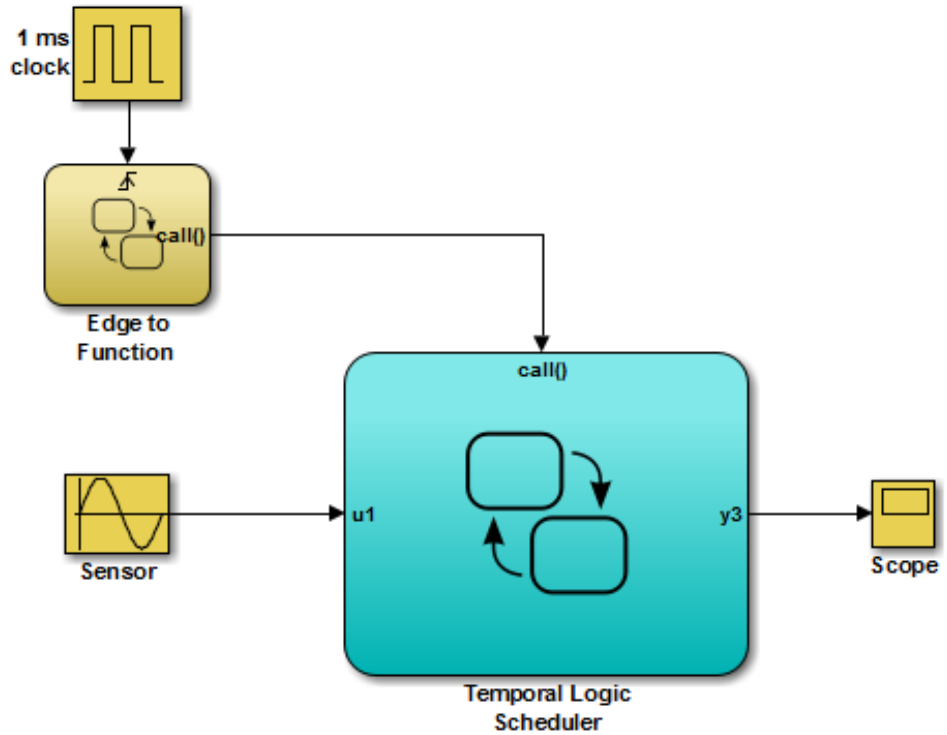 1 ms
clock
call()
Edge to
Function
call()
u1
y3
Sensor
Scope
Temporal Logic
Scheduler